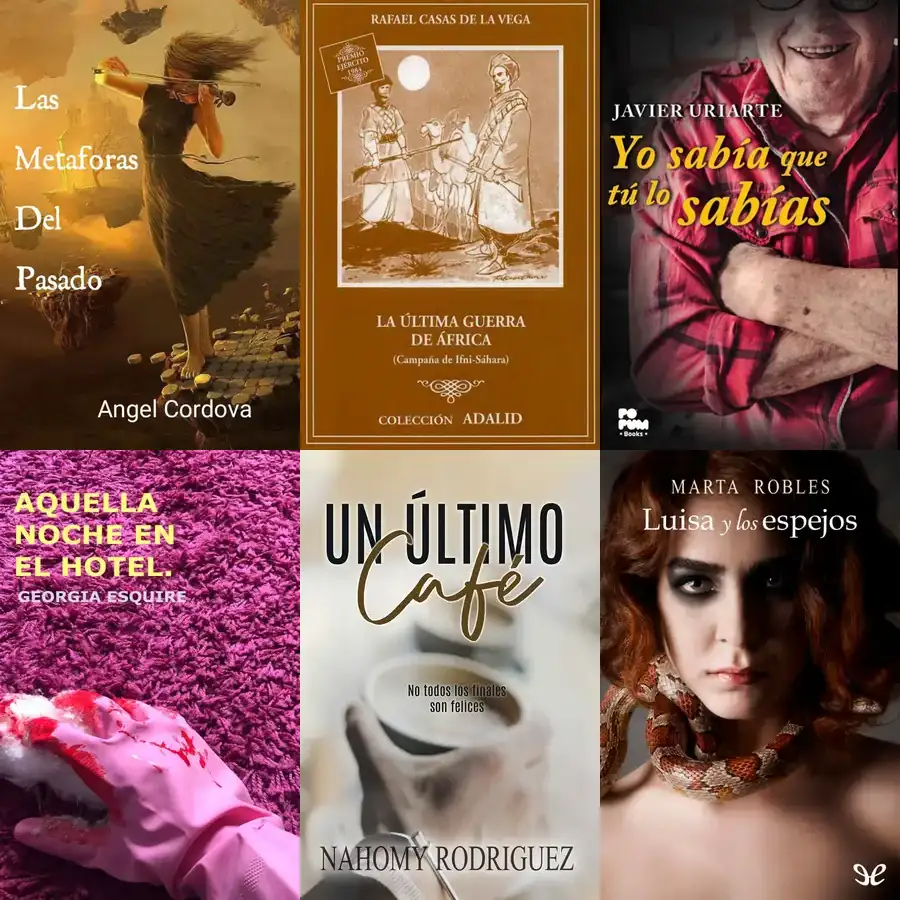 Las
Metaforas
Del
Pasado
Angel Cordova
RAFAEL CASAS DE LA VEGA
PREMIO
EJERCITO
1984
LA ÚLTIMA GUERRA
DE ÁFRICA
(Campaña de Ifni-Sáhara)
COLECCIÓN ADALID
JAVIER URIARTE
Yo sabía que
tú lo sabías
PO
PUM
• Books •
AQUELLA
NOCHE EN
EL HOTEL.
GEORGIA ESQUIRE
UN ÚLTIMO
Café
No todos los finales
son felices
NAHOMY RODRIGUEZ
MARTA ROBLES
Luisa y los espejos